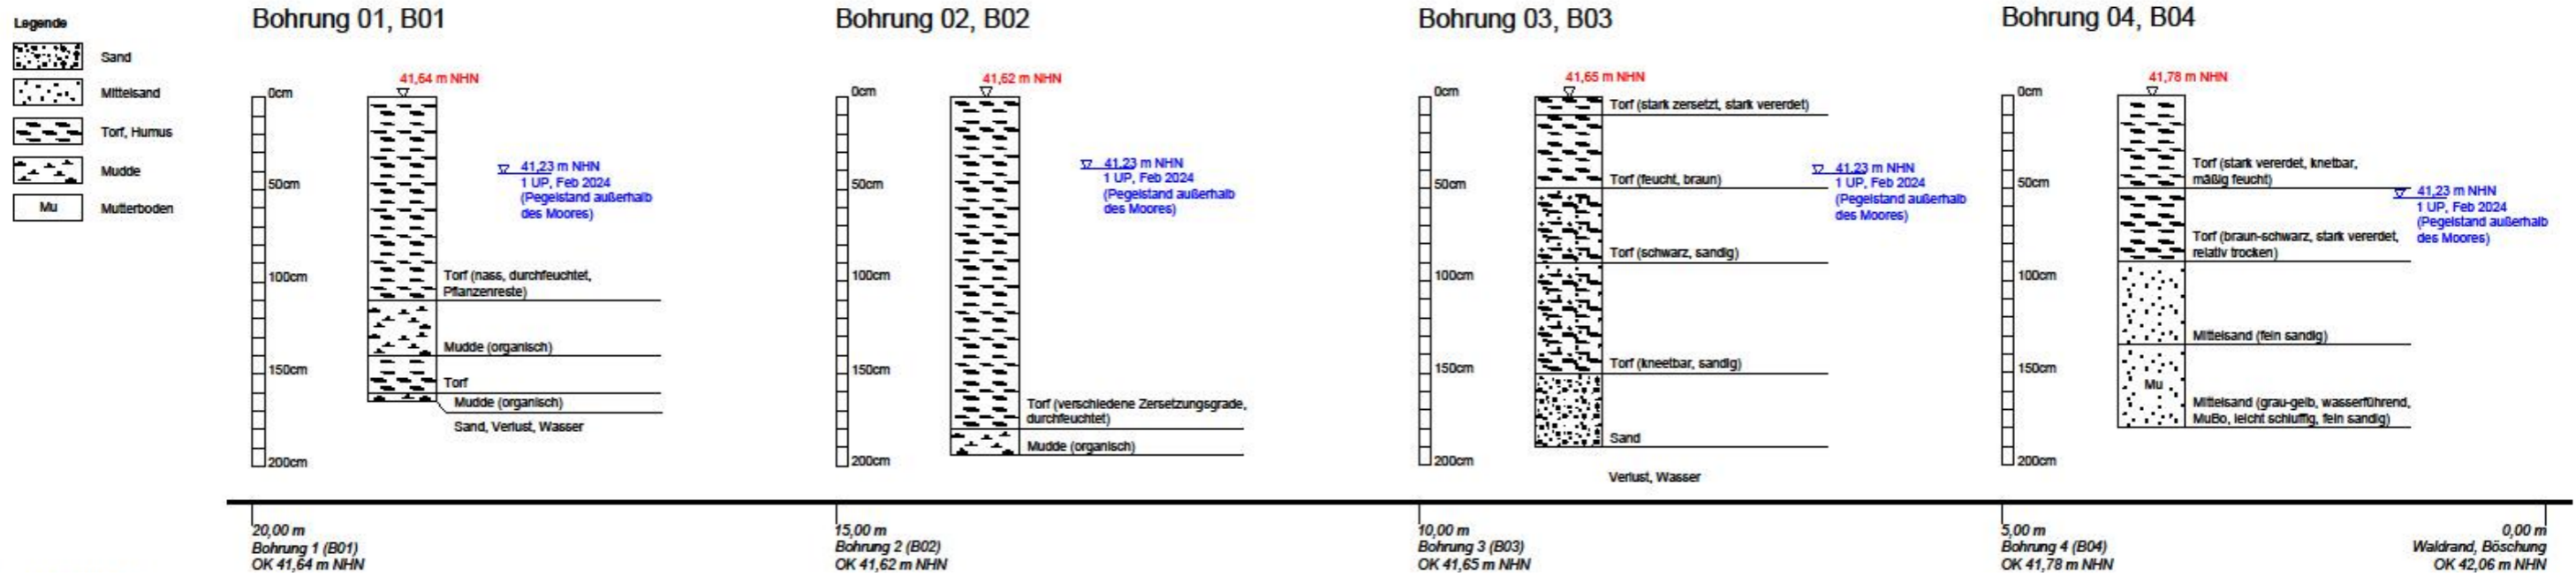 Legende
Sand
Mittelsand
Torf, Humus
Mudde
Mu
Mutterboden
Bohrung 01, B01
41,64 m NHN
0cm
50cm
100cm
150cm
200cm
41,23 m NHN
1 UP, Feb 2024
(Pegelstand außerhalb
des Moores)
Torf (nass, durchfeuchtet,
Pflanzenreste)
Mudde (organisch)
Torf
Mudde (organisch)
Sand, Verlust, Wasser
Bohrung 02, B02
41,62 m NHN
0cm
50cm
100cm
150cm
200cm
41,23 m NHN
1 UP, Feb 2024
(Pegelstand außerhalb
des Moores)
Torf (verschiedene Zersetzungsgrade,
durchfeuchtet)
Mudde (organisch)
Bohrung 03, B03
41,65 m NHN
0cm
50cm
100cm
150cm
200cm
Torf (stark zersetzt, stark vererdet)
41,23 m NHN
1 UP, Feb 2024
(Pegelstand außerhalb
des Moores)
Torf (feucht, braun)
Torf (schwarz, sandig)
Torf (kneetbar, sandig)
Sand
Verlust, Wasser
Bohrung 04, B04
41,78 m NHN
0cm
50cm
100cm
150cm
200cm
Torf (stark vererdet, knetbar,
mäßig feucht)
41,23 m NHN
1 UP, Feb 2024
(Pegelstand außerhalb
des Moores)
Torf (braun-schwarz, stark vererdet,
relativ trocken)
Mittelsand (fein sandig)
Mu
Mittelsand (grau-gelb, wasserführend,
MuBo, leicht schluffig, fein sandig)
20,00 m
Bohrung 1 (B01)
OK 41,64 m NHN
15,00 m
Bohrung 2 (B02)
OK 41,62 m NHN
10,00 m
Bohrung 3 (B03)
OK 41,65 m NHN
5,00 m
Bohrung 4 (B04)
OK 41,78 m NHN
0,00 m
Waldrand, Böschung
OK 42,06 m NHN